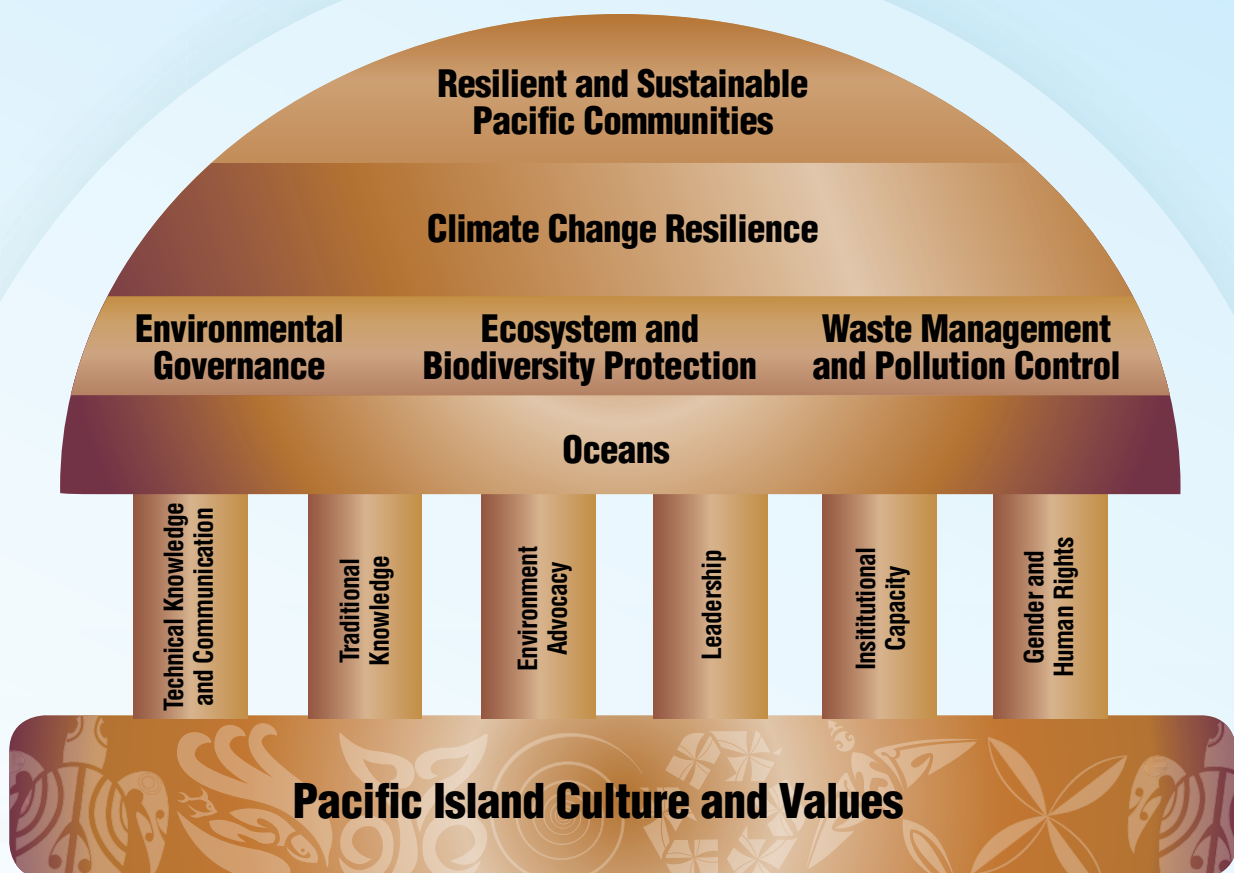 Resilient and Sustainable
Pacific Communities
Climate Change Resilience
Environmental
Governance
Ecosystem and
Biodiversity Protection
Waste Management
and Pollution Control
Oceans
Technical Knowledge
and Communication
Traditional
Knowledge
Environment
Advocacy
Leadership
Insititutional
Capacity
Gender and
Human Rights
Pacific Island Culture and Values